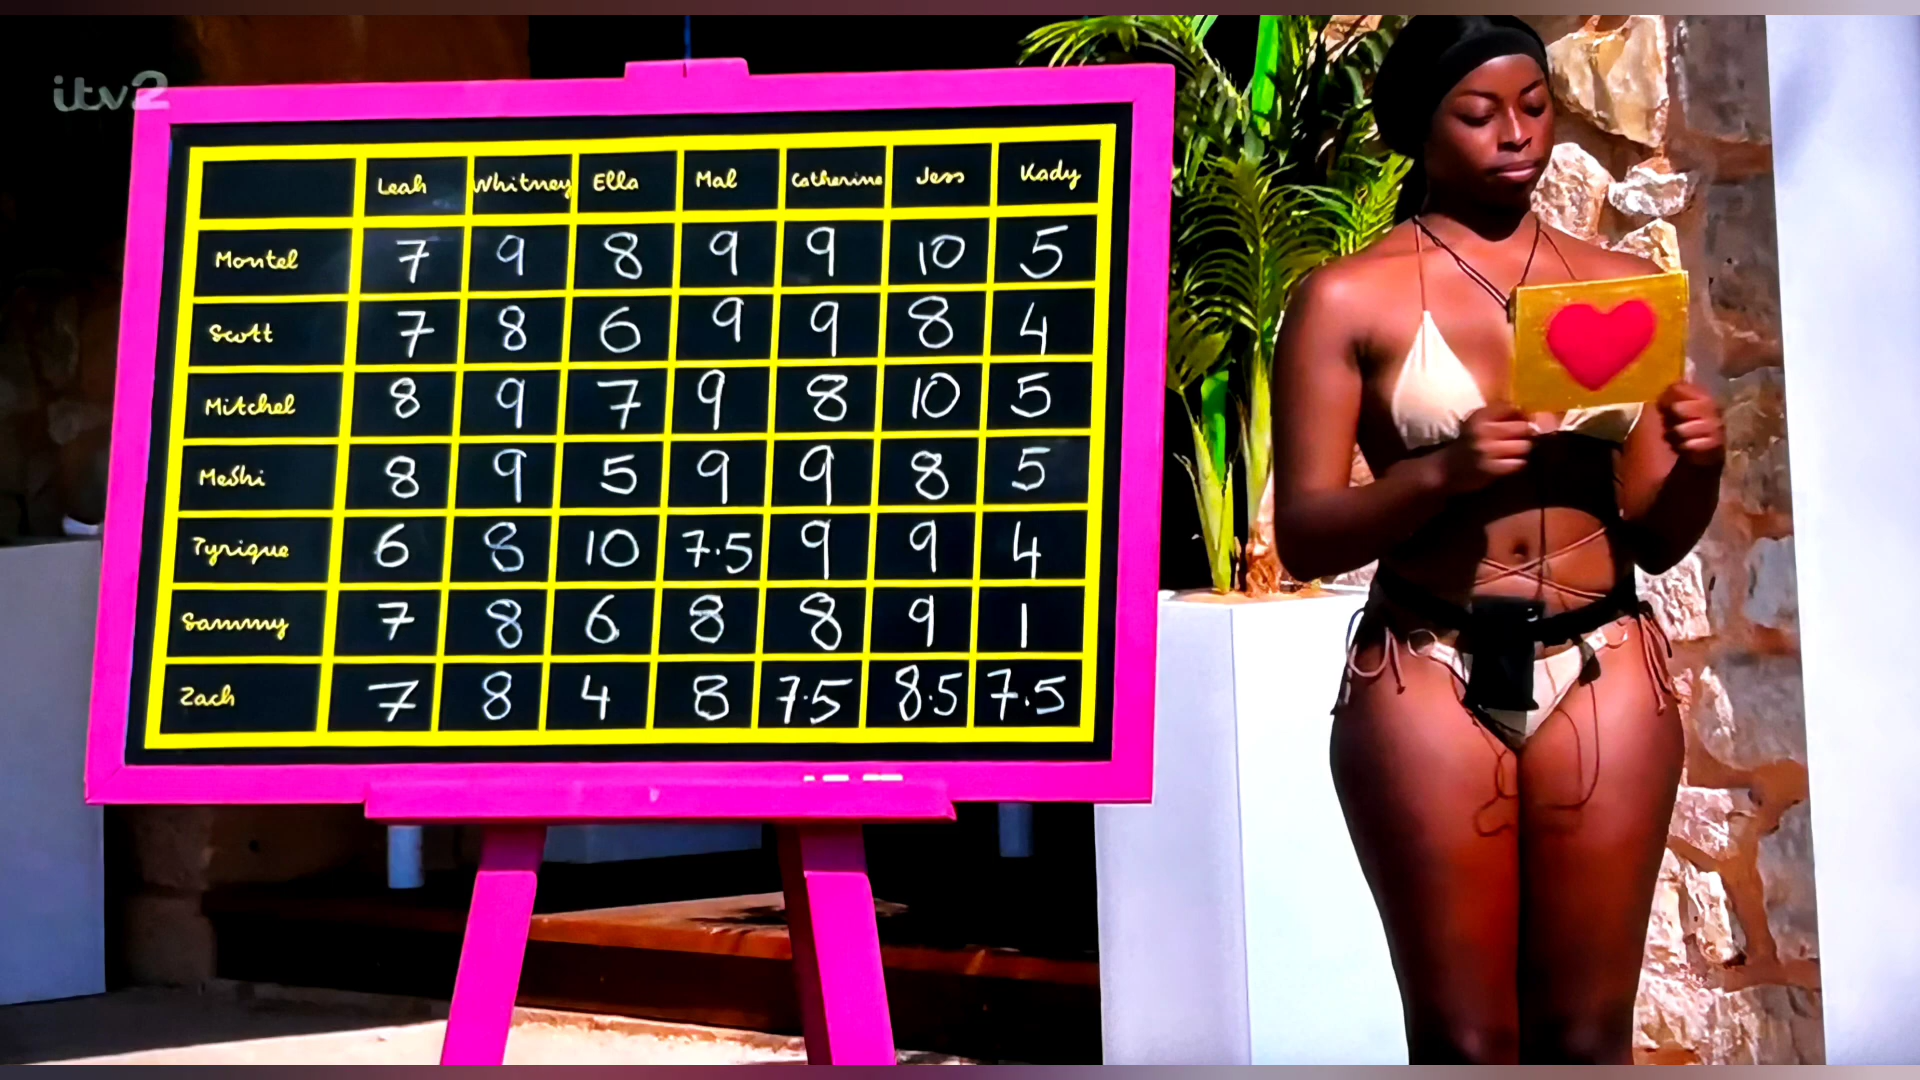 itv2
Leah Whitney Ella Mal Catherine Jess Kady
Montel 7 9 8 9 9 10 5
Scott 7 8 6 9 9 8 4
Mitchel 8 9 7 9 8 10 5
Medhi 8 9 5 9 9 8 5
Tyrique 6 8 10 7.5 9 9 4
Sammy 7 8 6 8 8 9 1
Zach 7 8 4 8 7.5 8.5 7.5